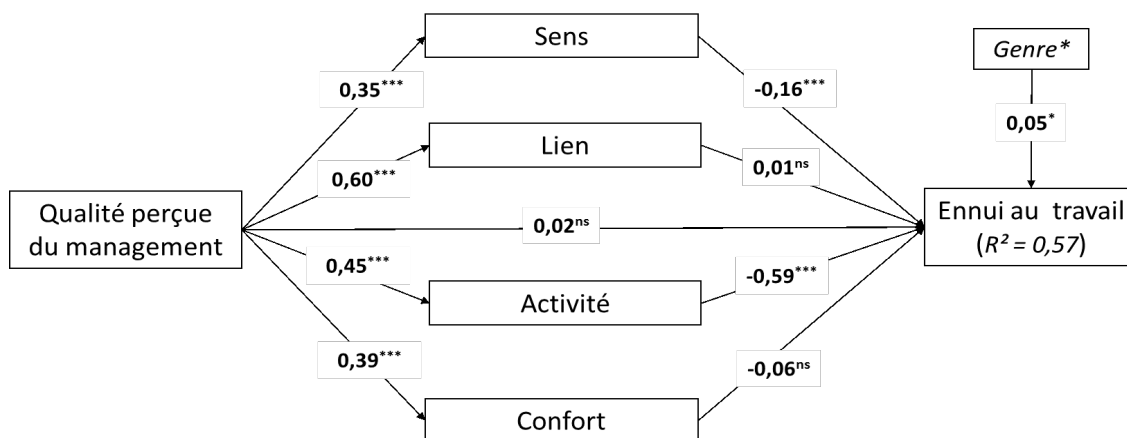 Sens
Genre*
0,35***
-0,16***
0,05*
Lien
0,60***
0,01ns
Qualité perçue
du management
0,02ns
Ennui au travail
(R² = 0,57)
0,45***
Activité
-0,59***
0,39***
-0,06ns
Confort